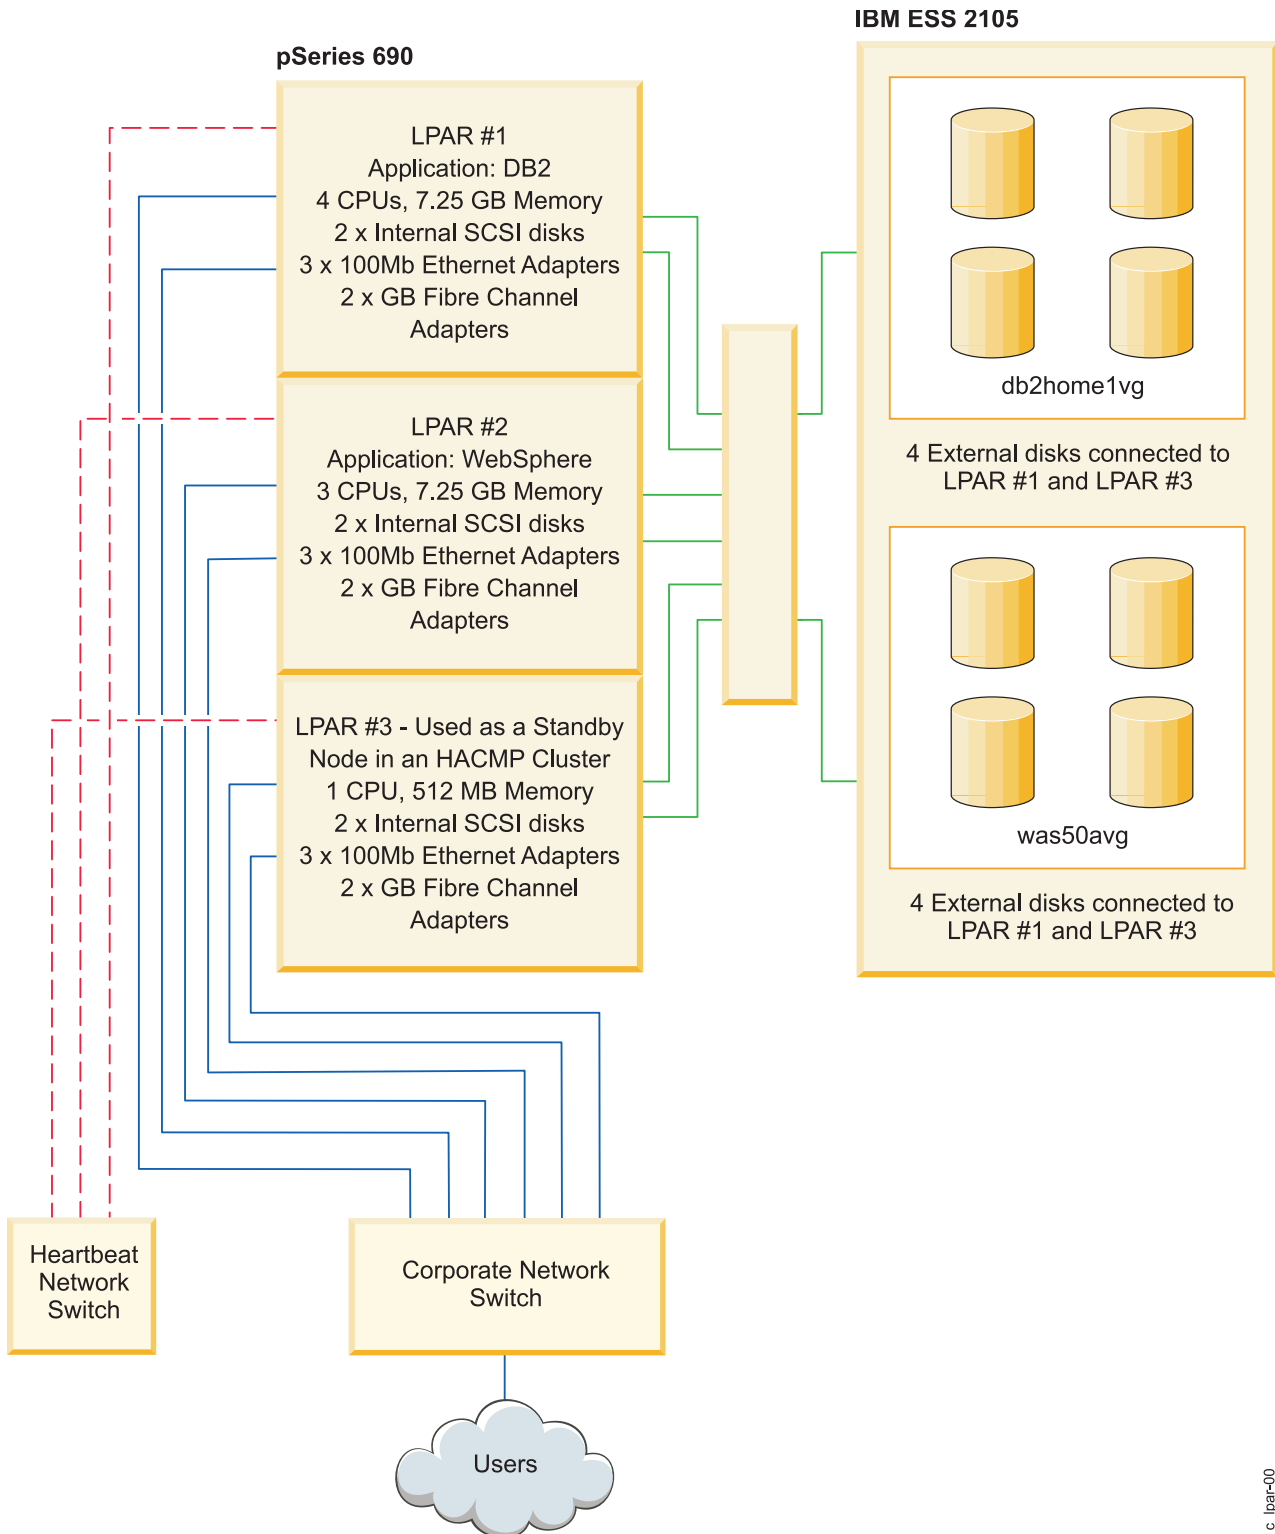 IBM ESS 2105
pSeries 690
LPAR #1
Application: DB2
4 CPUs, 7.25 GB Memory
2 x Internal SCSI disks
3 x 100Mb Ethernet Adapters
2 x GB Fibre Channel
Adapters
LPAR #2
Application: WebSphere
3 CPUs, 7.25 GB Memory
2 x Internal SCSI disks
3 x 100Mb Ethernet Adapters
2 x GB Fibre Channel
Adapters
LPAR #3 - Used as a Standby
Node in an HACMP Cluster
1 CPU, 512 MB Memory
2 x Internal SCSI disks
3 x 100Mb Ethernet Adapters
2 x GB Fibre Channel
Adapters
db2home1vg
4 External disks connected to
LPAR #1 and LPAR #3
was50avg
4 External disks connected to
LPAR #1 and LPAR #3
Heartbeat
Network
Switch
Corporate Network
Switch
Users
c_lpar-00